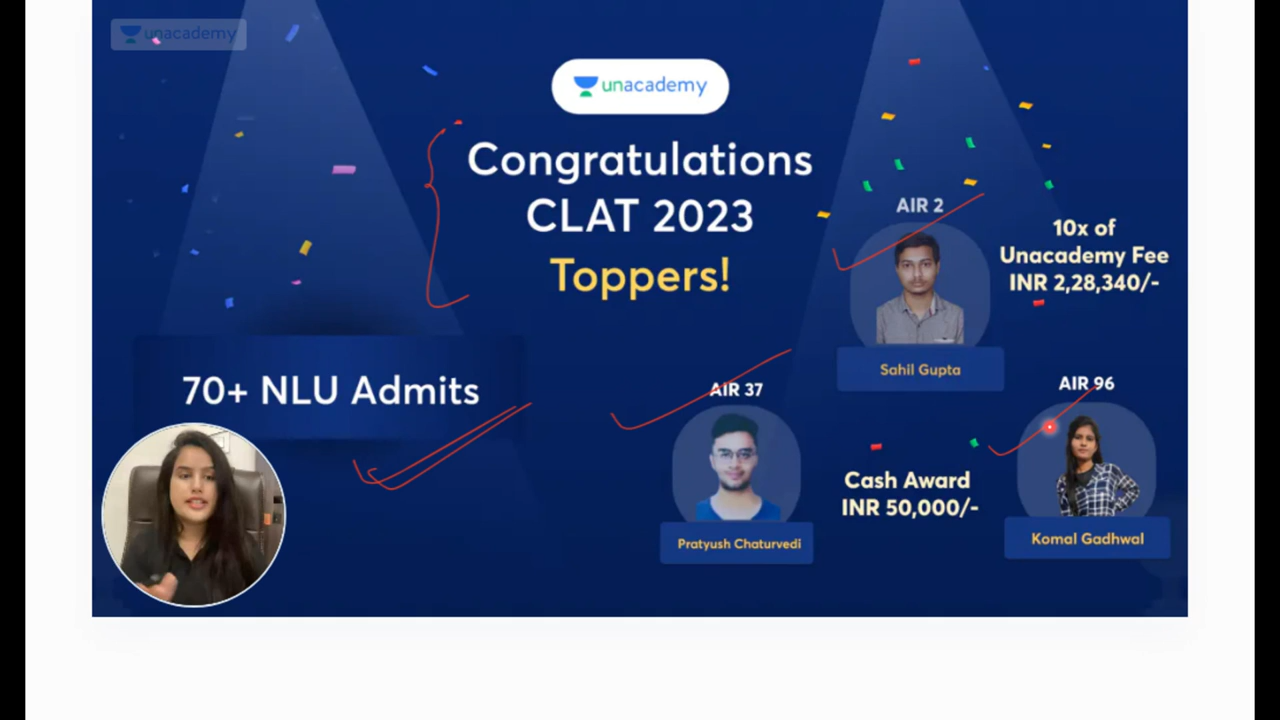 unacademy
unacademy
Congratulations
CLAT 2023
Toppers!
AIR 2
10x of
Unacademy Fee
INR 2,28,340/-
Sahil Gupta
70+ NLU Admits
AIR 37
AIR 96
Cash Award
INR 50,000/-
Pratyush Chaturvedi
Komal Gadhwal